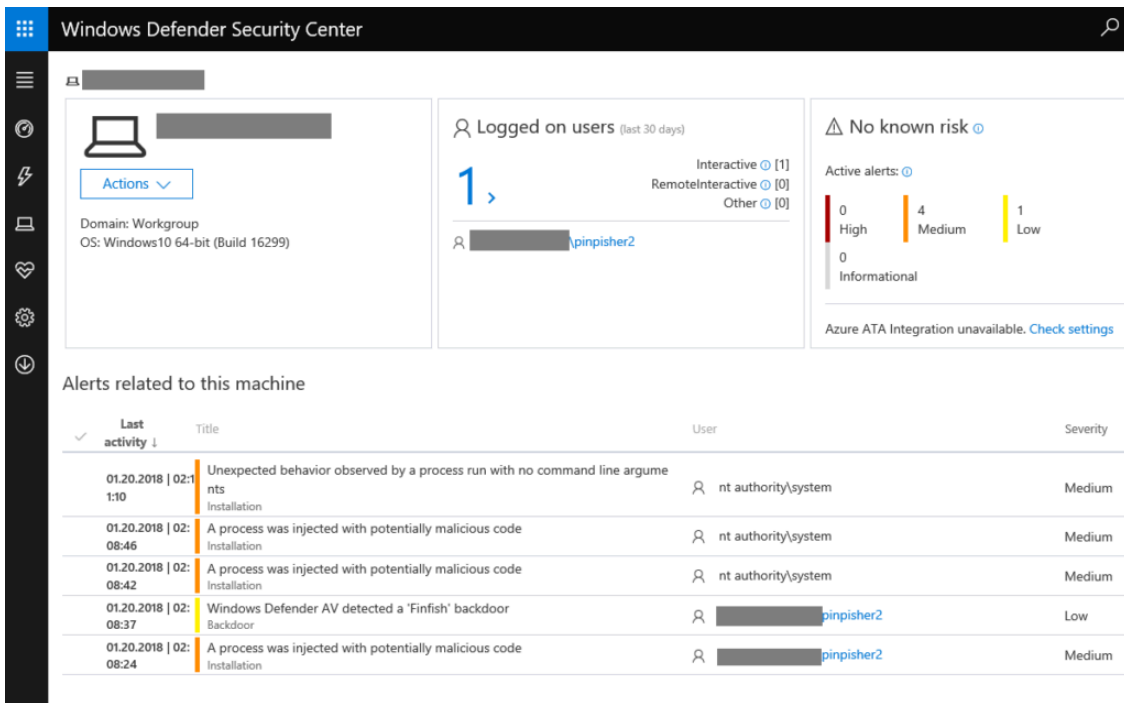 Windows Defender Security Center
Actions
Domain: Workgroup
OS: Windows10 64-bit (Build 16299)
Logged on users (last 30 days)
1
Interactive [1]
RemoteInteractive [0]
Other [0]
\pinpisher2
No known risk
Active alerts:
0
High
4
Medium
1
Low
0
Informational
Azure ATA Integration unavailable. Check settings
Alerts related to this machine
Last
activity ↓
Title
User
Severity
01.20.2018 | 02:1
1:10
Unexpected behavior observed by a process run with no command line argume
nts
Installation
nt authority\system
Medium
01.20.2018 | 02:
08:46
A process was injected with potentially malicious code
Installation
nt authority\system
Medium
01.20.2018 | 02:
08:42
A process was injected with potentially malicious code
Installation
nt authority\system
Medium
01.20.2018 | 02:
08:37
Windows Defender AV detected a 'Finfish' backdoor
Backdoor
pinpisher2
Low
01.20.2018 | 02:
08:24
A process was injected with potentially malicious code
Installation
pinpisher2
Medium